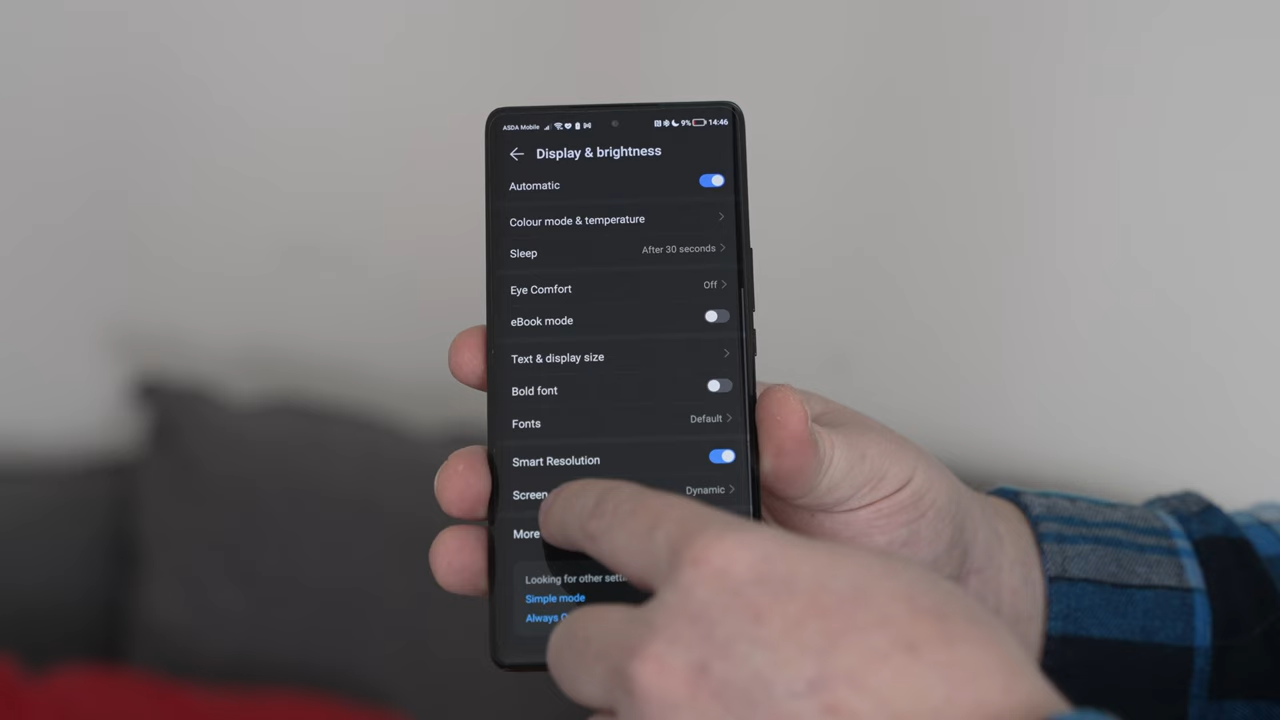 ASDA Mobile 9% 14:46
Display & brightness
Automatic
Colour mode & temperature
Sleep After 30 seconds
Eye Comfort Off
eBook mode
Text & display size
Bold font
Fonts Default
Smart Resolution
Screen Dynamic
More
Looking for other
Simple mode
Always